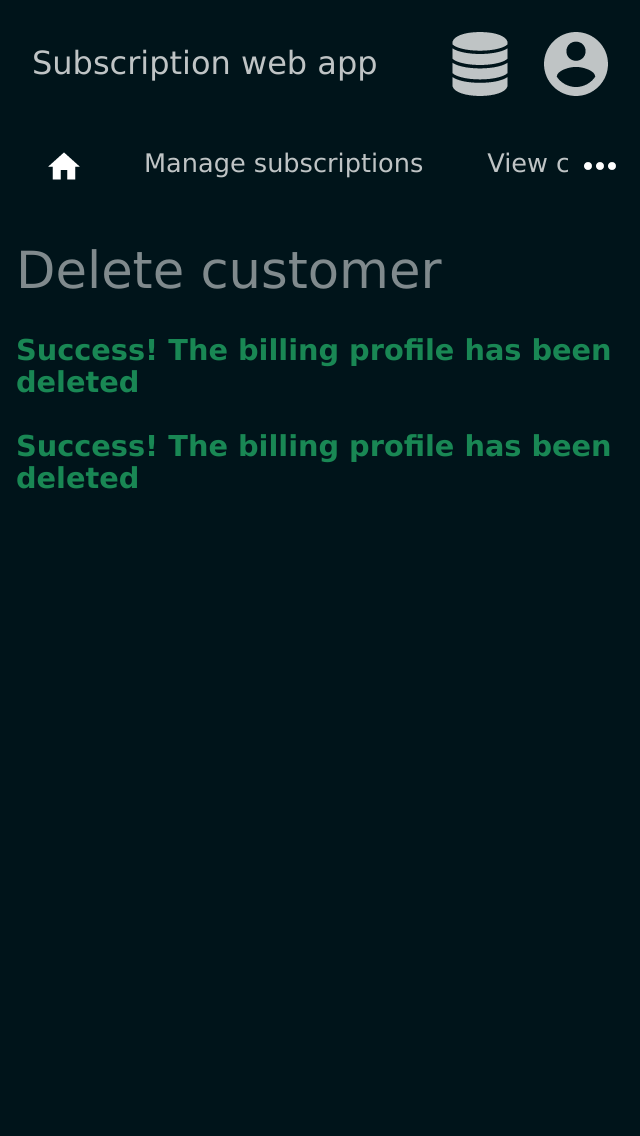 Subscription web app
Manage subscriptions
View c
Delete customer
Success! The billing profile has been
deleted
Success! The billing profile has been
deleted